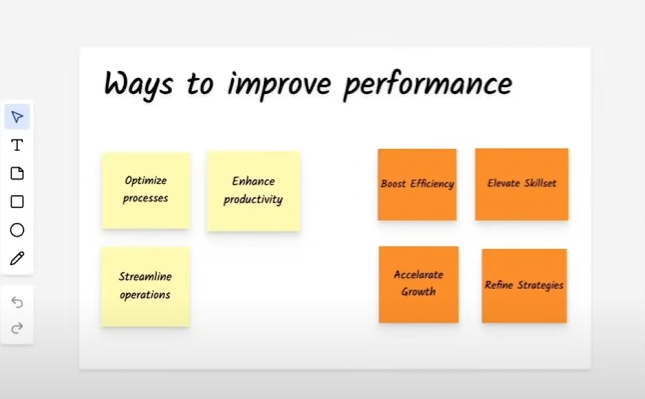 Ways to improve performance
T
Optimize
processes
Enhance
productivity
Streamline
operations
Boost Efficiency
Elevate Skillset
Accelarate
Growth
Refine Strategies